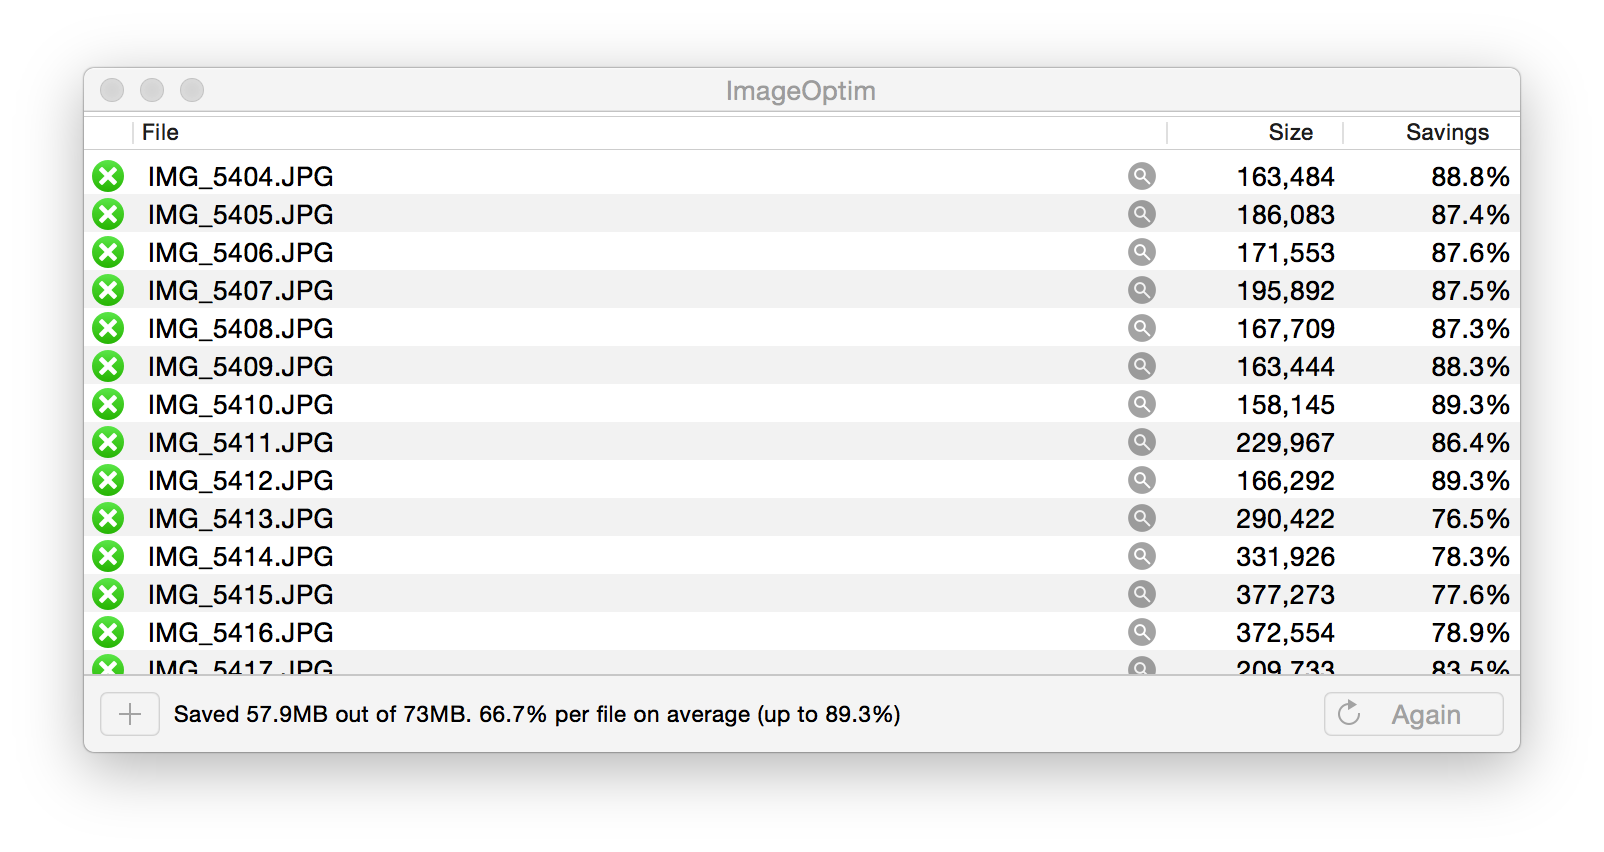 ImageOptim
File Size Savings
IMG_5404.JPG 163,484 88.8%
IMG_5405.JPG 186,083 87.4%
IMG_5406.JPG 171,553 87.6%
IMG_5407.JPG 195,892 87.5%
IMG_5408.JPG 167,709 87.3%
IMG_5409.JPG 163,444 88.3%
IMG_5410.JPG 158,145 89.3%
IMG_5411.JPG 229,967 86.4%
IMG_5412.JPG 166,292 89.3%
IMG_5413.JPG 290,422 76.5%
IMG_5414.JPG 331,926 78.3%
IMG_5415.JPG 377,273 77.6%
IMG_5416.JPG 372,554 78.9%
IMG_5417.JPG 209,733 83.5%
Saved 57.9MB out of 73MB. 66.7% per file on average (up to 89.3%) Again